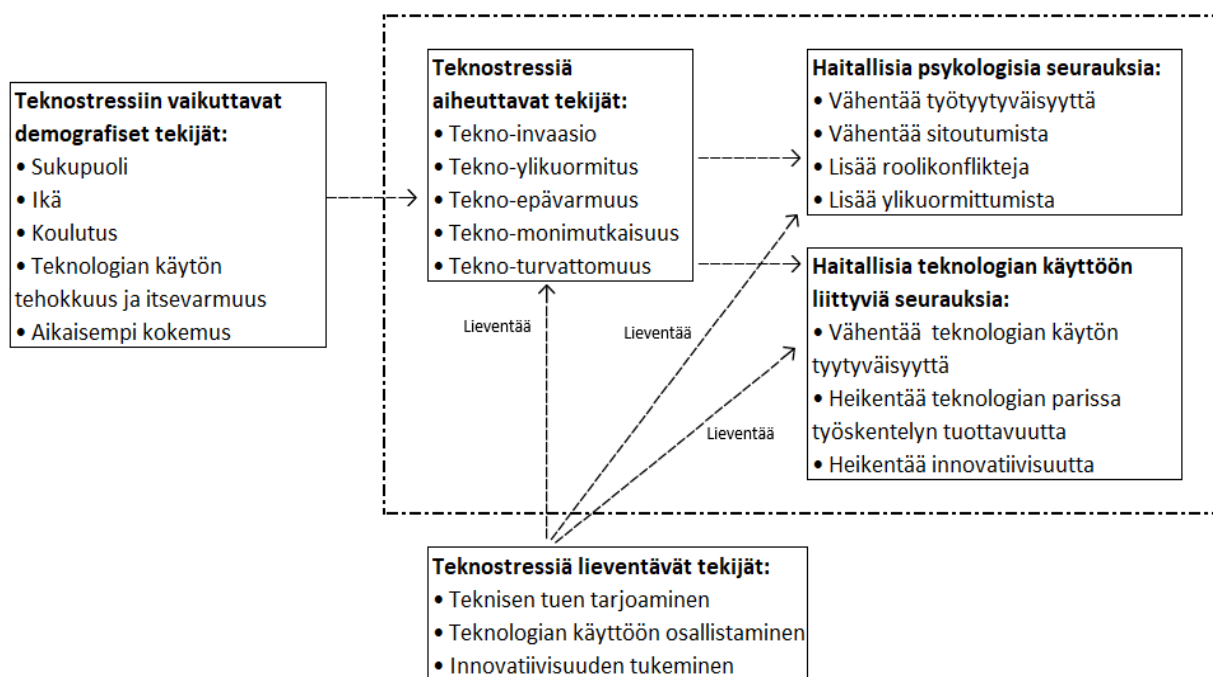 Teknostressiin vaikuttavat
demografiset tekijät:
• Sukupuoli
• Ikä
• Koulutus
• Teknologian käytön
tehokkuus ja itsevarmuus
• Aikaisempi kokemus
Teknostressiä
aiheuttavat tekijät:
• Tekno-invaasio
• Tekno-ylikuormitus
• Tekno-epävarmuus
• Tekno-monimutkaisuus
• Tekno-turvattomuus
Haitallisia psykologisia seurauksia:
• Vähentää työtyytyväisyyttä
• Vähentää sitoutumista
• Lisää roolikonflikteja
• Lisää ylikuormittumista
Haitallisia teknologian käyttöön
liittyviä seurauksia:
• Vähentää  teknologian käytön
tyytyväisyyttä
• Heikentää teknologian parissa
työskentelyn tuottavuutta
• Heikentää innovatiivisuutta
Lieventää
Lieventää
Lieventää
Teknostressiä lieventävät tekijät:
• Teknisen tuen tarjoaminen
• Teknologian käyttöön osallistaminen
• Innovatiivisuuden tukeminen